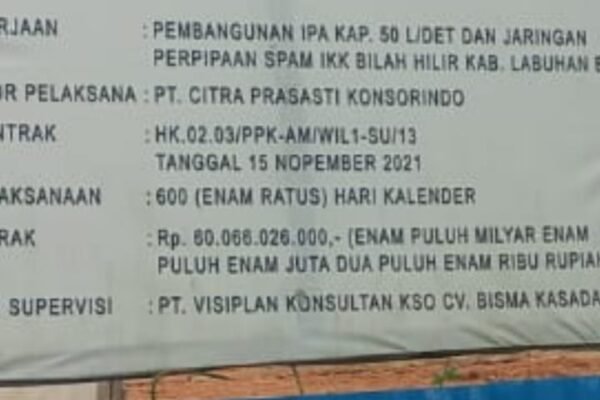 RJAAN : PEMBANGUNAN IPA KAP. 50 L/DET DAN JARINGAN
PERPIPAAN SPAM IKK BILAH HILIR KAB. LABUHAN B
OR PELAKSANA : PT. CITRA PRASASTI KONSORINDO
NTRAK : HK.02.03/PPK-AM/WIL1-SU/13
TANGGAL 15 NOPEMBER 2021
AKSANAAN : 600 (ENAM RATUS) HARI KALENDER
RAK : Rp. 60.066.026.000,- (ENAM PULUH MILYAR ENAM
PULUH ENAM JUTA DUA PULUH ENAM RIBU RUPIAH
SUPERVISI : PT. VISIPLAN KONSULTAN KSO CV. BISMA KASADA